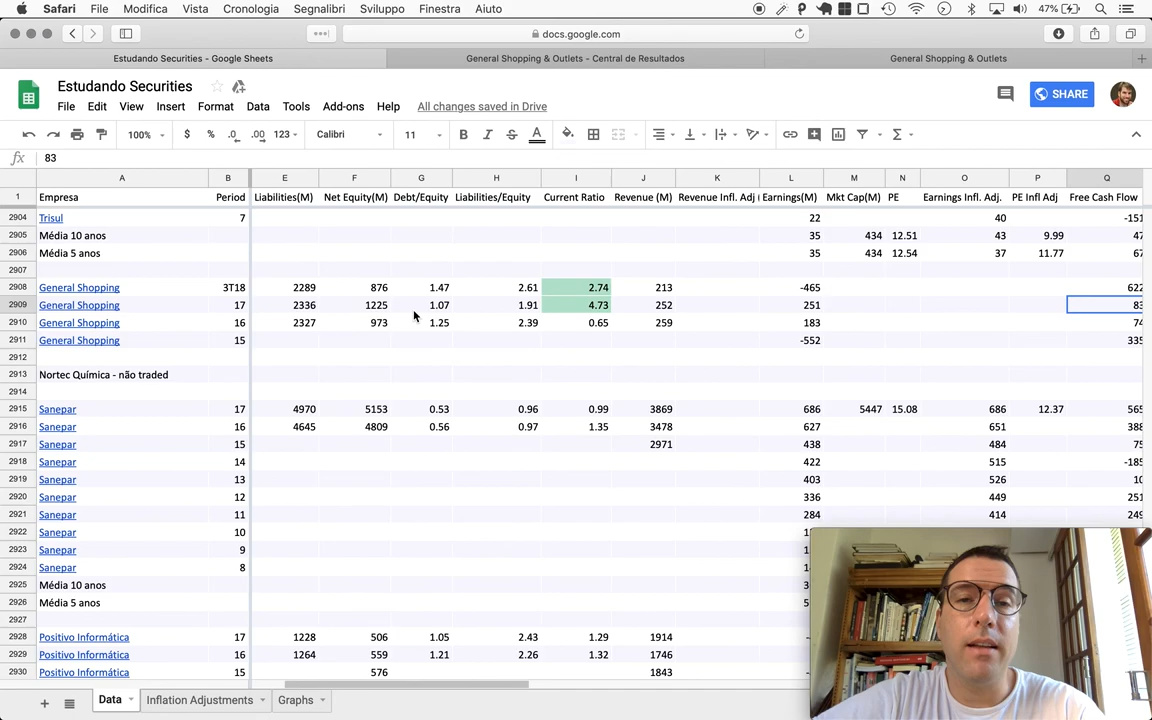 Safari File Modifica Vista Cronologia Segnalibri Sviluppo Finestra Aiuto 47%
docs.google.com
Estudando Securities - Google Sheets General Shopping & Outlets - Central de Resultados General Shopping & Outlets
Estudando Securities
File Edit View Insert Format Data Tools Add-ons Help All changes saved in Drive
SHARE
100% $ % .0 .00 123 Calibri 11 B I S A
fx 83
A B E F G H I J K L M N O P Q
1 Empresa Period Liabilities(M) Net Equity(M) Debt/Equity Liabilities/Equity Current Ratio Revenue (M) Revenue Infl. Adj ( Earnings(M) Mkt Cap(M) PE Earnings Infl. Adj. PE Infl Adj Free Cash Flow
2904 Trisul 7 22 40 -151
2905 Média 10 anos 35 434 12.51 43 9.99 47
2906 Média 5 anos 35 434 12.54 37 11.77 67
2907
2908 General Shopping 3T18 2289 876 1.47 2.61 2.74 213 -465 622
2909 General Shopping 17 2336 1225 1.07 1.91 4.73 252 251 83
2910 General Shopping 16 2327 973 1.25 2.39 0.65 259 183 74
2911 General Shopping 15 -552 335
2912
2913 Nortec Química - não traded
2914
2915 Sanepar 17 4970 5153 0.53 0.96 0.99 3869 686 5447 15.08 686 12.37 565
2916 Sanepar 16 4645 4809 0.56 0.97 1.35 3478 627 651 388
2917 Sanepar 15 2971 438 484 75
2918 Sanepar 14 422 515 -185
2919 Sanepar 13 403 526 10
2920 Sanepar 12 336 449 251
2921 Sanepar 11 284 414 249
2922 Sanepar 10
2923 Sanepar 9
2924 Sanepar 8
2925 Média 10 anos
2926 Média 5 anos
2927
2928 Positivo Informática 17 1228 506 1.05 2.43 1.29 1914
2929 Positivo Informática 16 1264 559 1.21 2.26 1.32 1746
2930 Positivo Informática 15 576 1843
Data Inflation Adjustments Graphs